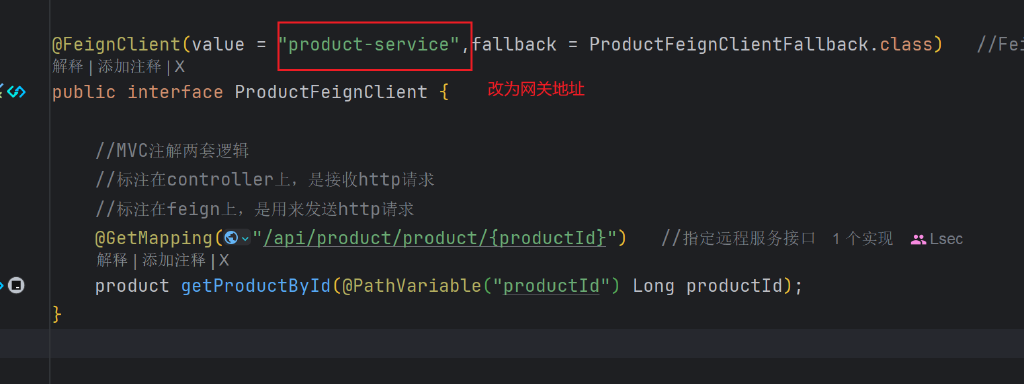 @FeignClient(value = "product-service",fallback = ProductFeignClientFallback.class) //Fei
解释 | 添加注释 | X
public interface ProductFeignClient {
改为网关地址
//MVC注解两套逻辑
//标注在controller上，是接收http请求
//标注在feign上，是用来发送http请求
@GetMapping("/api/product/product/{productId}") //指定远程服务接口 1 个实现 Lsec
解释 | 添加注释 | X
product getProductById(@PathVariable("productId") Long productId);
}